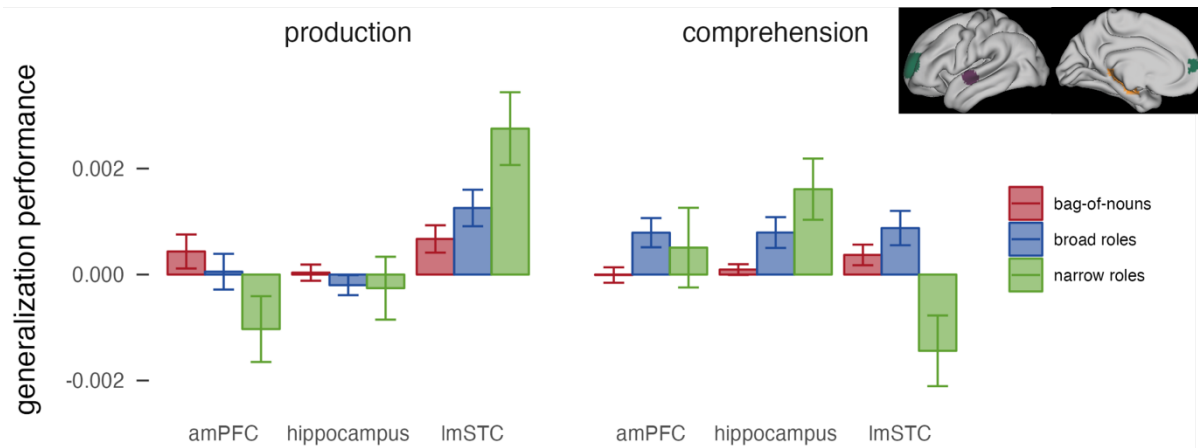 production
comprehension
generalization performance
0.002
0.000
-0.002
amPFC
hippocampus
lmSTC
amPFC
hippocampus
lmSTC
bag-of-nouns
broad roles
narrow roles